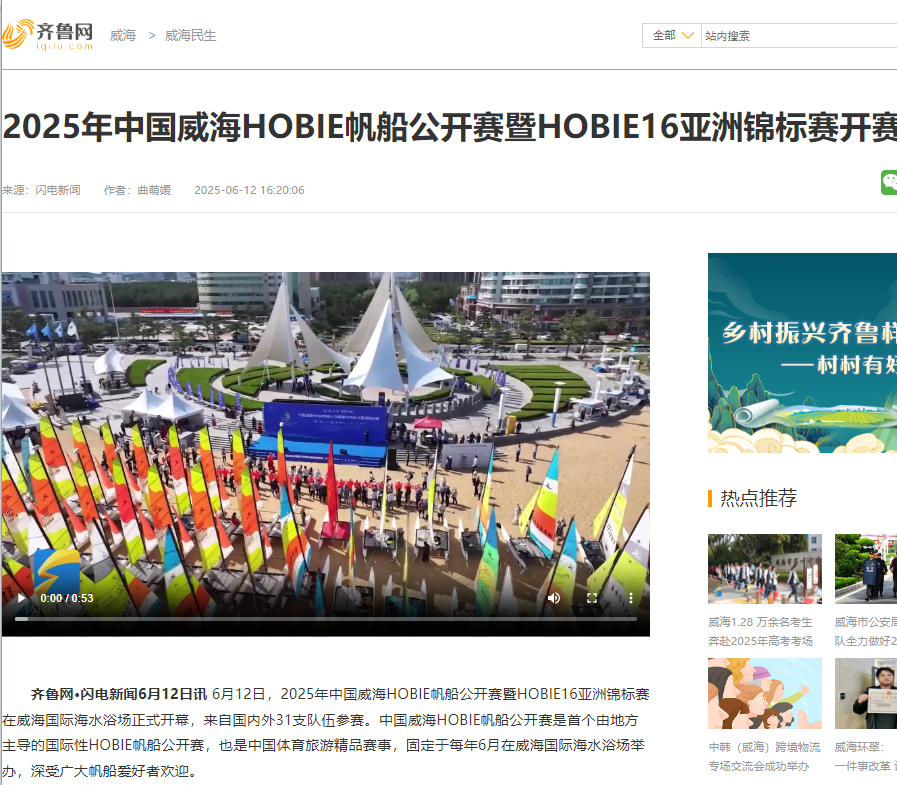 齐鲁网
iqilu.com
威海 > 威海民生
全部
站内搜索
2025年中国威海HOBIE帆船公开赛暨HOBIE16亚洲锦标赛开赛
来源：闪电新闻 作者：曲萌媛 2025-06-12 16:20:06
乡村振兴齐鲁样
——村村有好
0:00 / 0:53
热点推荐
威海1.28 万余名考生
奔赴2025年高考考场
威海市公安局
队全力做好2
中韩（威海）跨境物流
专场交流会成功举办
威海环翠：
一件事改革
齐鲁网·闪电新闻6月12日讯 6月12日，2025年中国威海HOBIE帆船公开赛暨HOBIE16亚洲锦标赛
在威海国际海水浴场正式开幕，来自国内外31支队伍参赛。中国威海HOBIE帆船公开赛是首个由地方
主导的国际性HOBIE帆船公开赛，也是中国体育旅游精品赛事，固定于每年6月在威海国际海水浴场举
办，深受广大帆船爱好者欢迎。